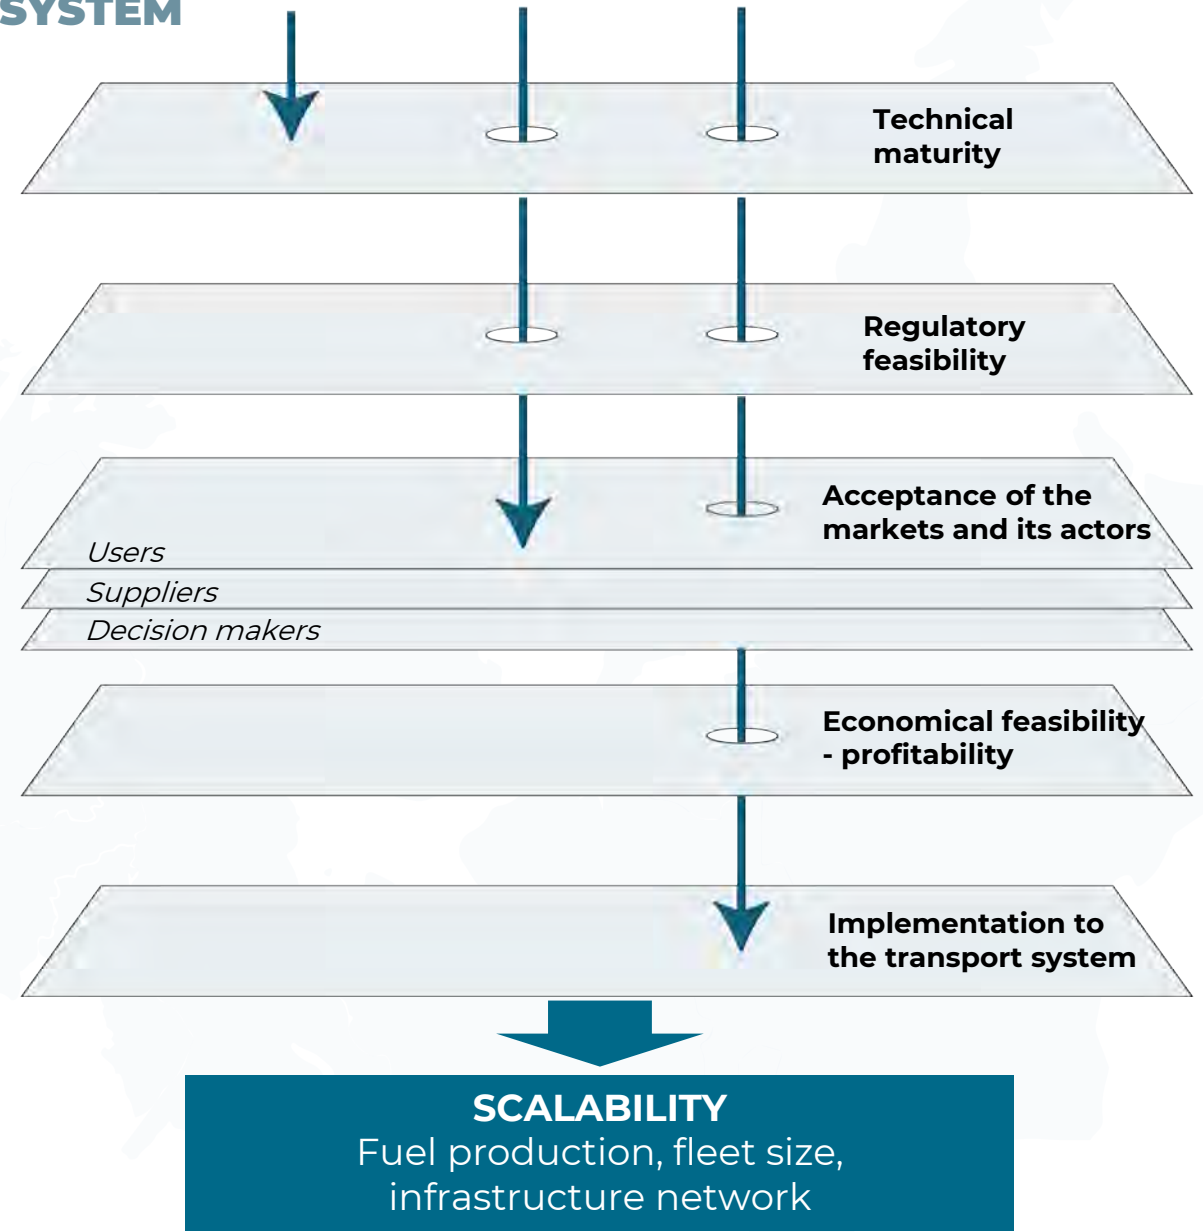 SYSTEM
Technical
maturity
Regulatory
feasibility
Acceptance of the
markets and its actors
Users
Suppliers
Decision makers
Economical feasibility
- profitability
Implementation to
the transport system
SCALABILITY
Fuel production, fleet size,
infrastructure network